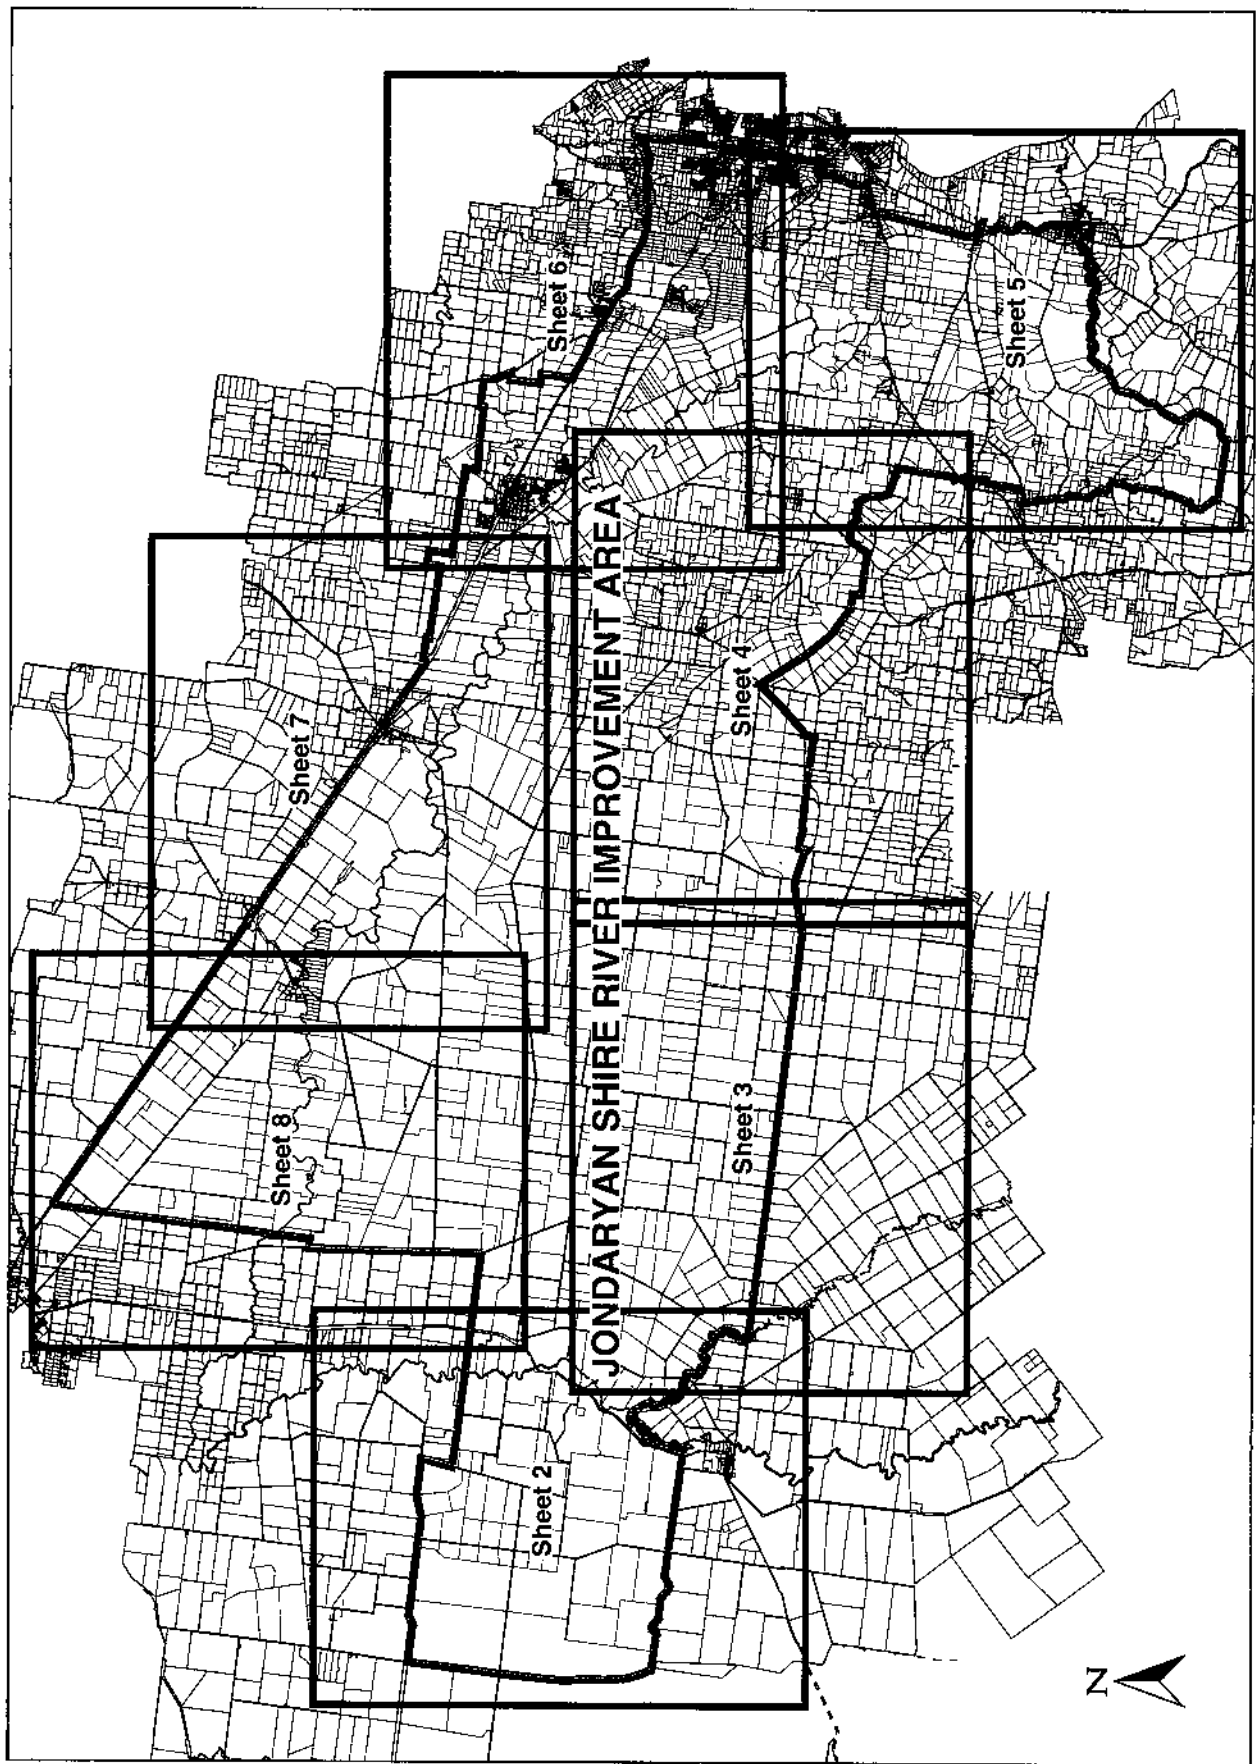 Sheet 8
Sheet 7
Sheet 6
Sheet 2
JONDARYAN SHIRE RIVER IMPROVEMENT AREA
Sheet 3
Sheet 4
Sheet 5
N